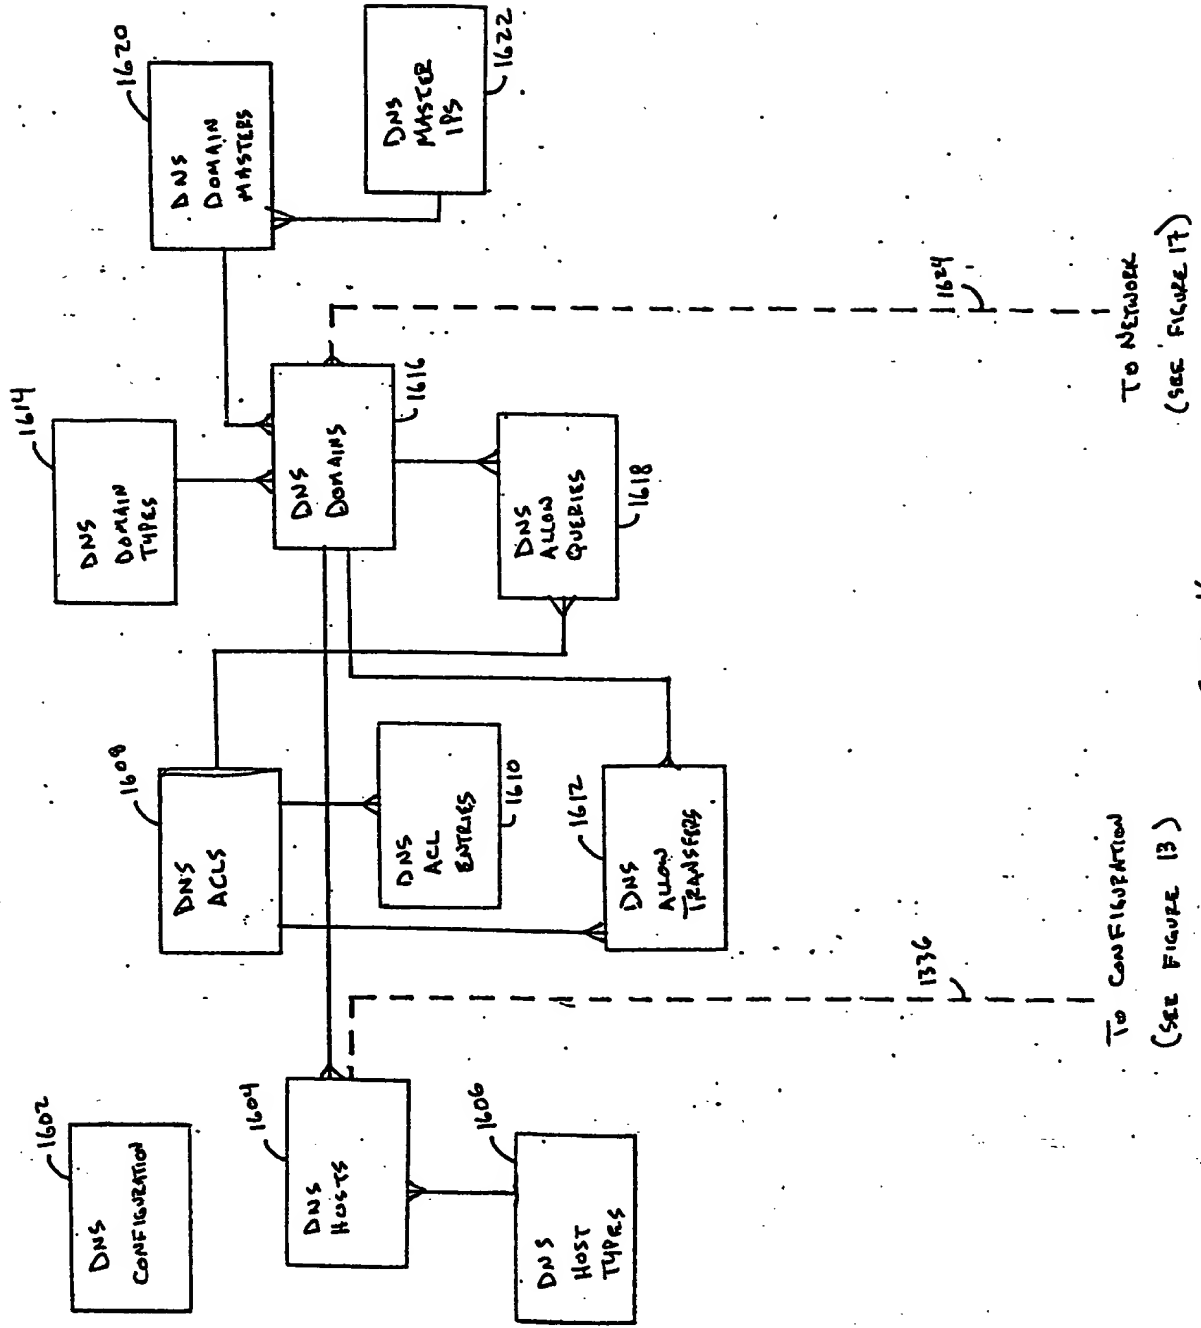 1602
DNS
CONFIGURATION
1604
DNS
HOSTS
1606
DNS
HOST
TYPES
1608
DNS
ACLS
DNS
ACL
ENTRIES
1610
1612
DNS
ALLOW
TRANSFERS
1614
DNS
DOMAIN
TYPES
DNS
DOMAINS
1616
DNS
ALLOW
QUERIES
1618
1620
DNS
DOMAIN
MASTERS
DNS
MASTER
IPS
1622
1336
TO CONFIGURATION
(SEE FIGURE 13)
1624
TO NETWORK
(SEE FIGURE 17)